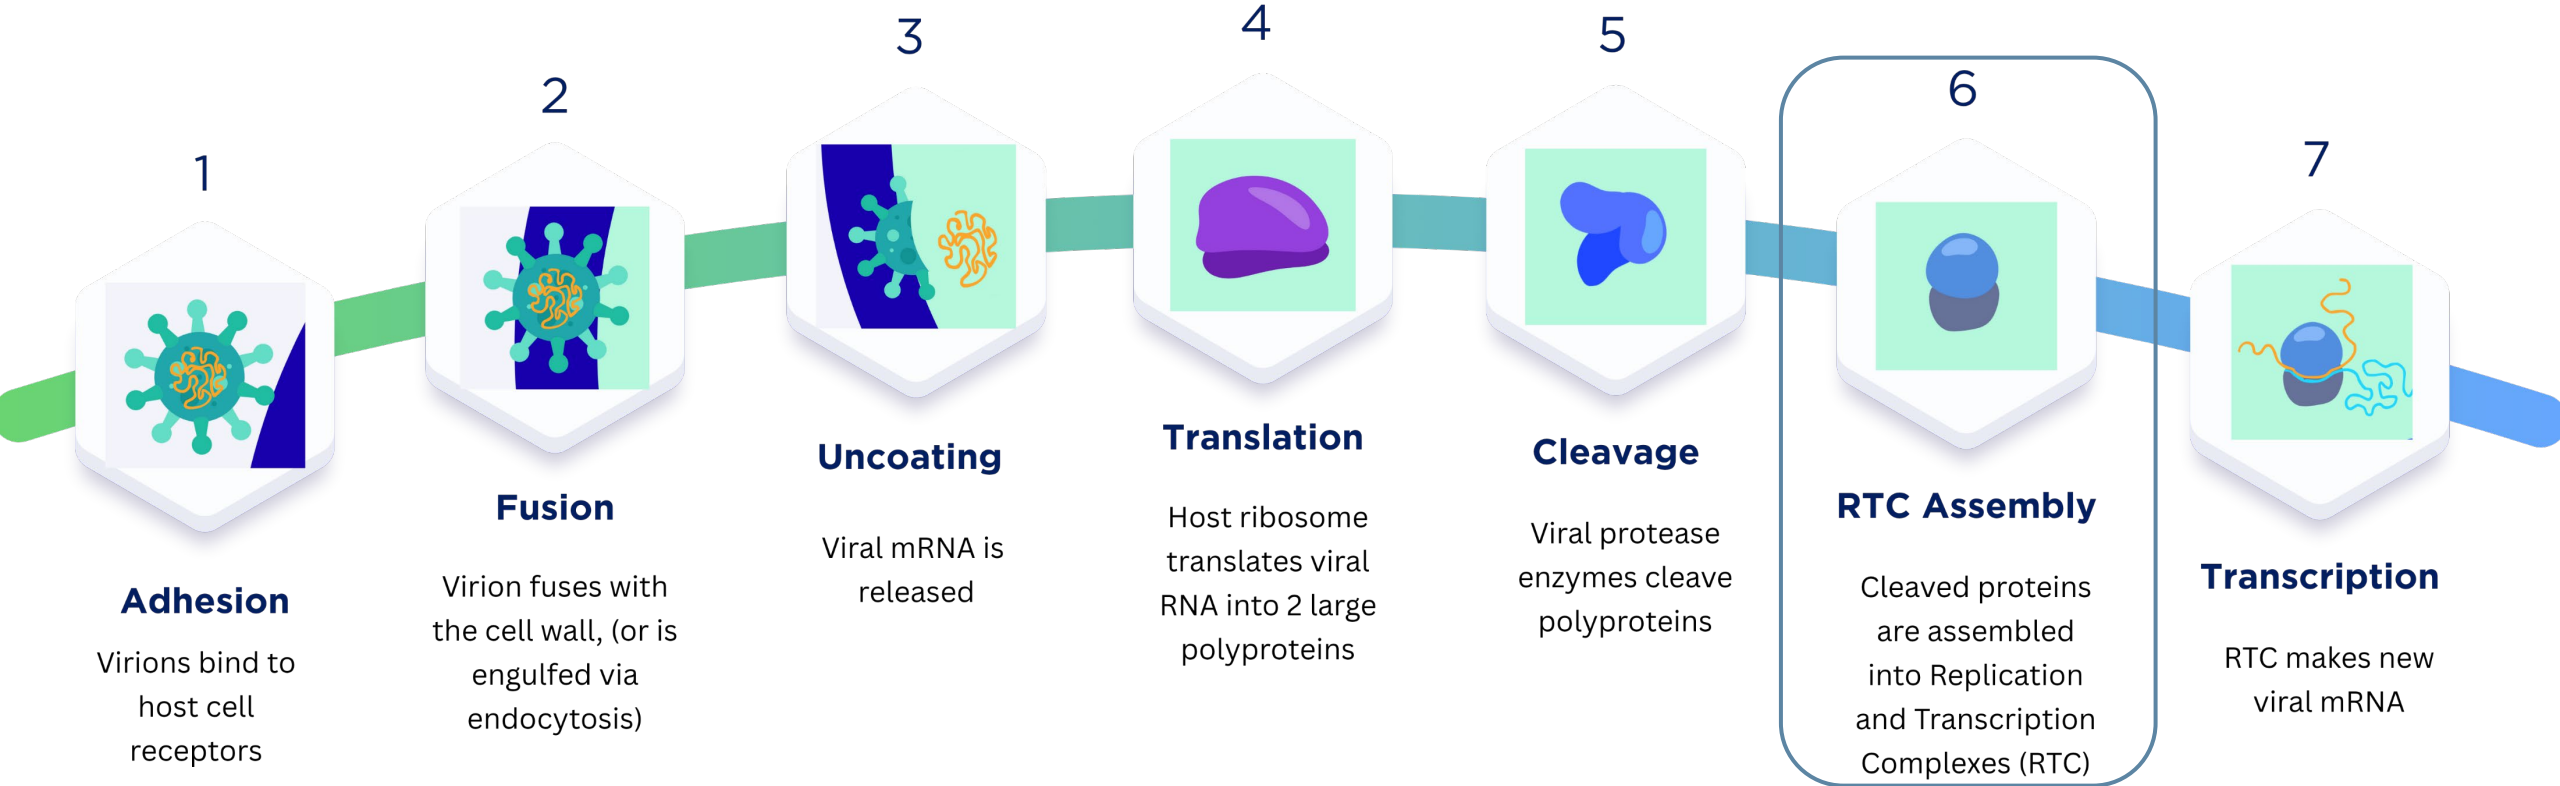 1
Adhesion
Virions bind to
host cell
receptors
2
Fusion
Virion fuses with
the cell wall, (or is
engulfed via
endocytosis)
3
Uncoating
Viral mRNA is
released
4
Translation
Host ribosome
translates viral
RNA into 2 large
polyproteins
5
Cleavage
Viral protease
enzymes cleave
polyproteins
6
RTC Assembly
Cleaved proteins
are assembled
into Replication
and Transcription
Complexes (RTC)
7
Transcription
RTC makes new
viral mRNA